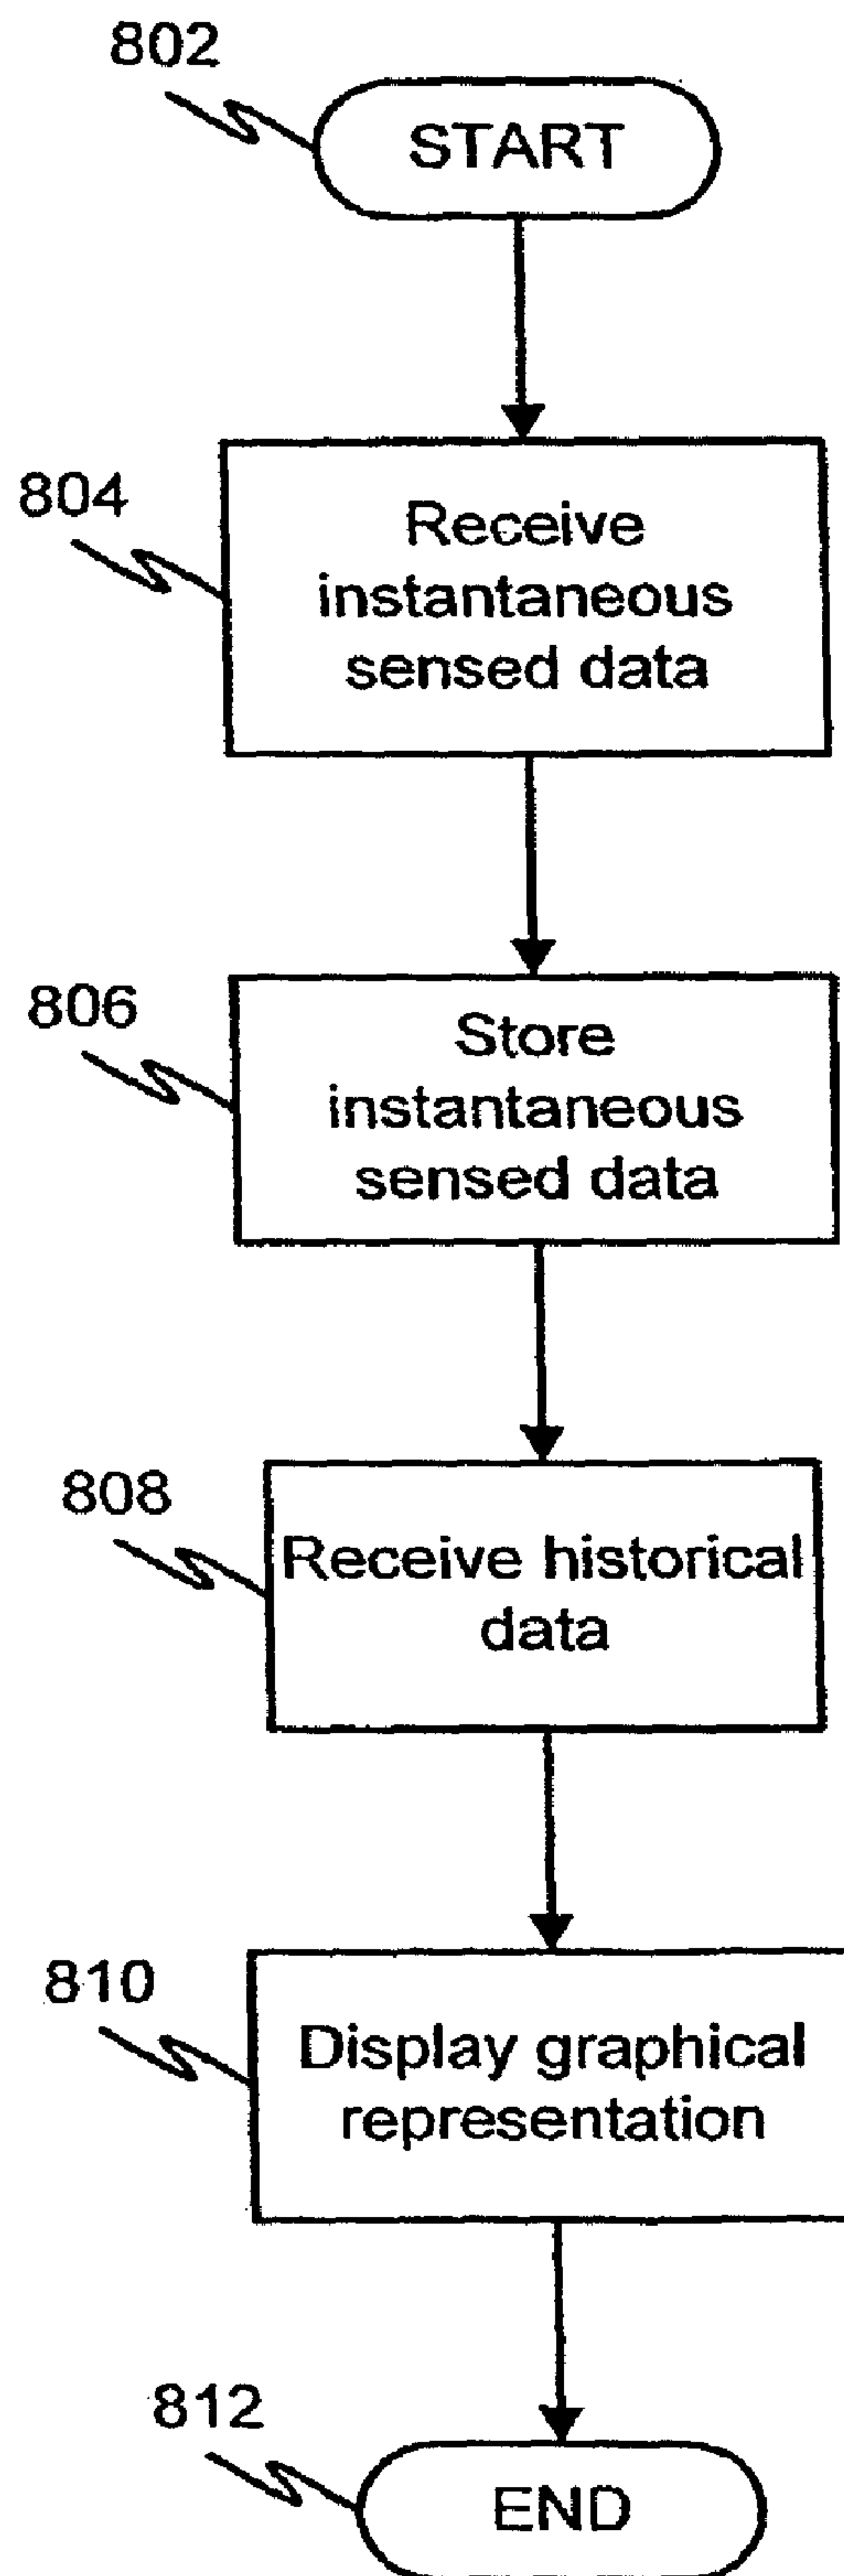 802
START
804
Receive
instantaneous
sensed data
806
Store
instantaneous
sensed data
808
Receive historical
data
810
Display graphical
representation
812
END